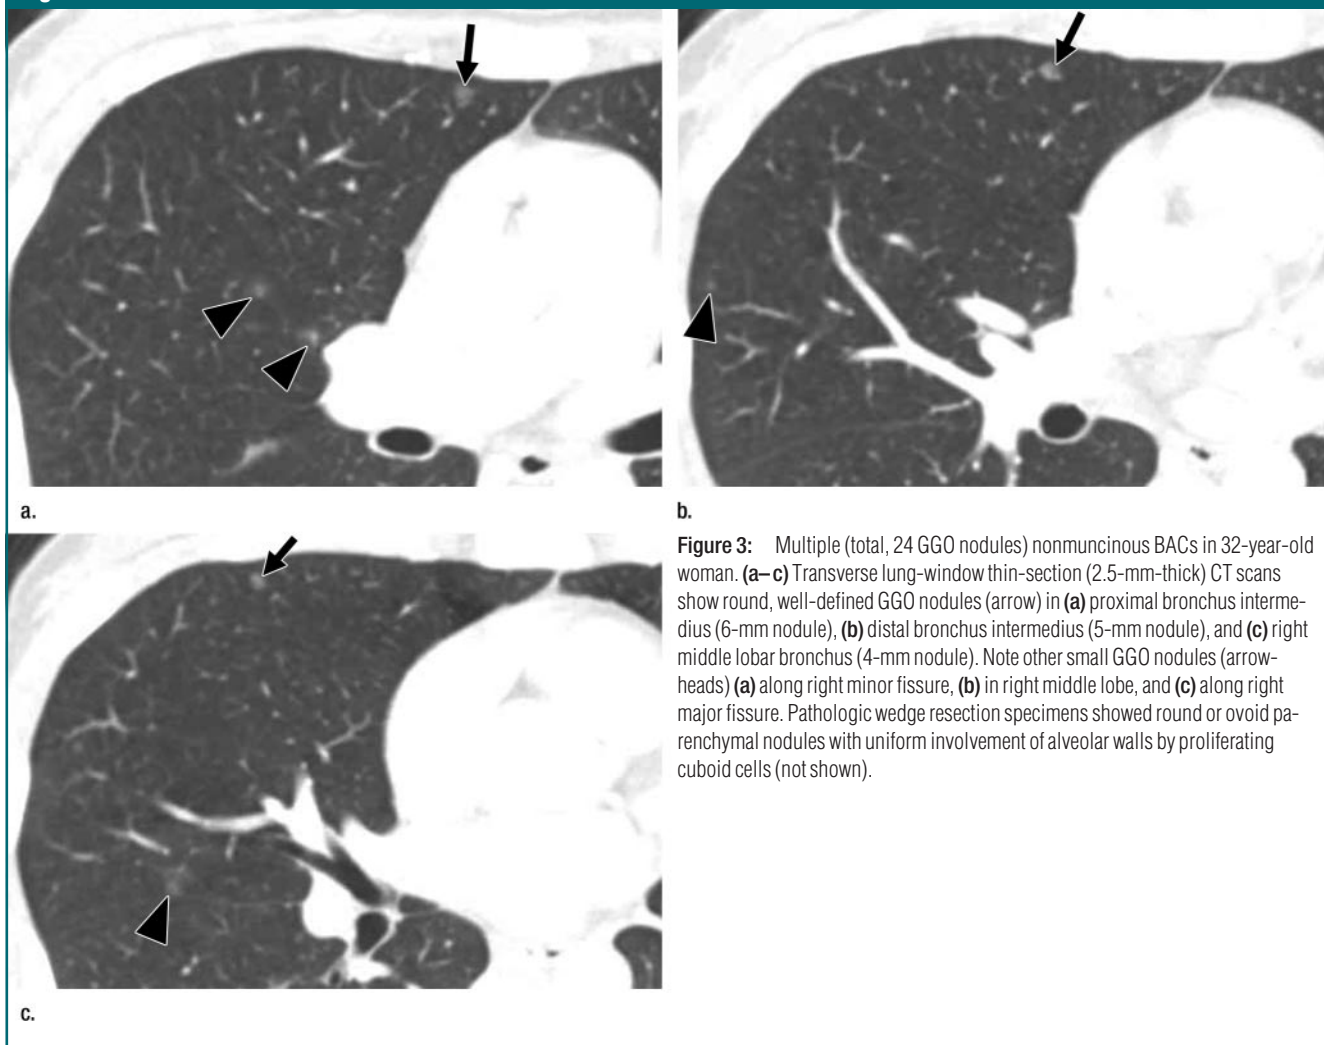 a.
b.
Figure 3: Multiple (total, 24 GGO nodules) nonmuncinous BACs in 32-year-old
woman. (a–c) Transverse lung-window thin-section (2.5-mm-thick) CT scans
show round, well-defined GGO nodules (arrow) in (a) proximal bronchus interme-
dius (6-mm nodule), (b) distal bronchus intermedius (5-mm nodule), and (c) right
middle lobar bronchus (4-mm nodule). Note other small GGO nodules (arrow-
heads) (a) along right minor fissure, (b) in right middle lobe, and (c) along right
major fissure. Pathologic wedge resection specimens showed round or ovoid pa-
renchymal nodules with uniform involvement of alveolar walls by proliferating
cuboid cells (not shown).
c.